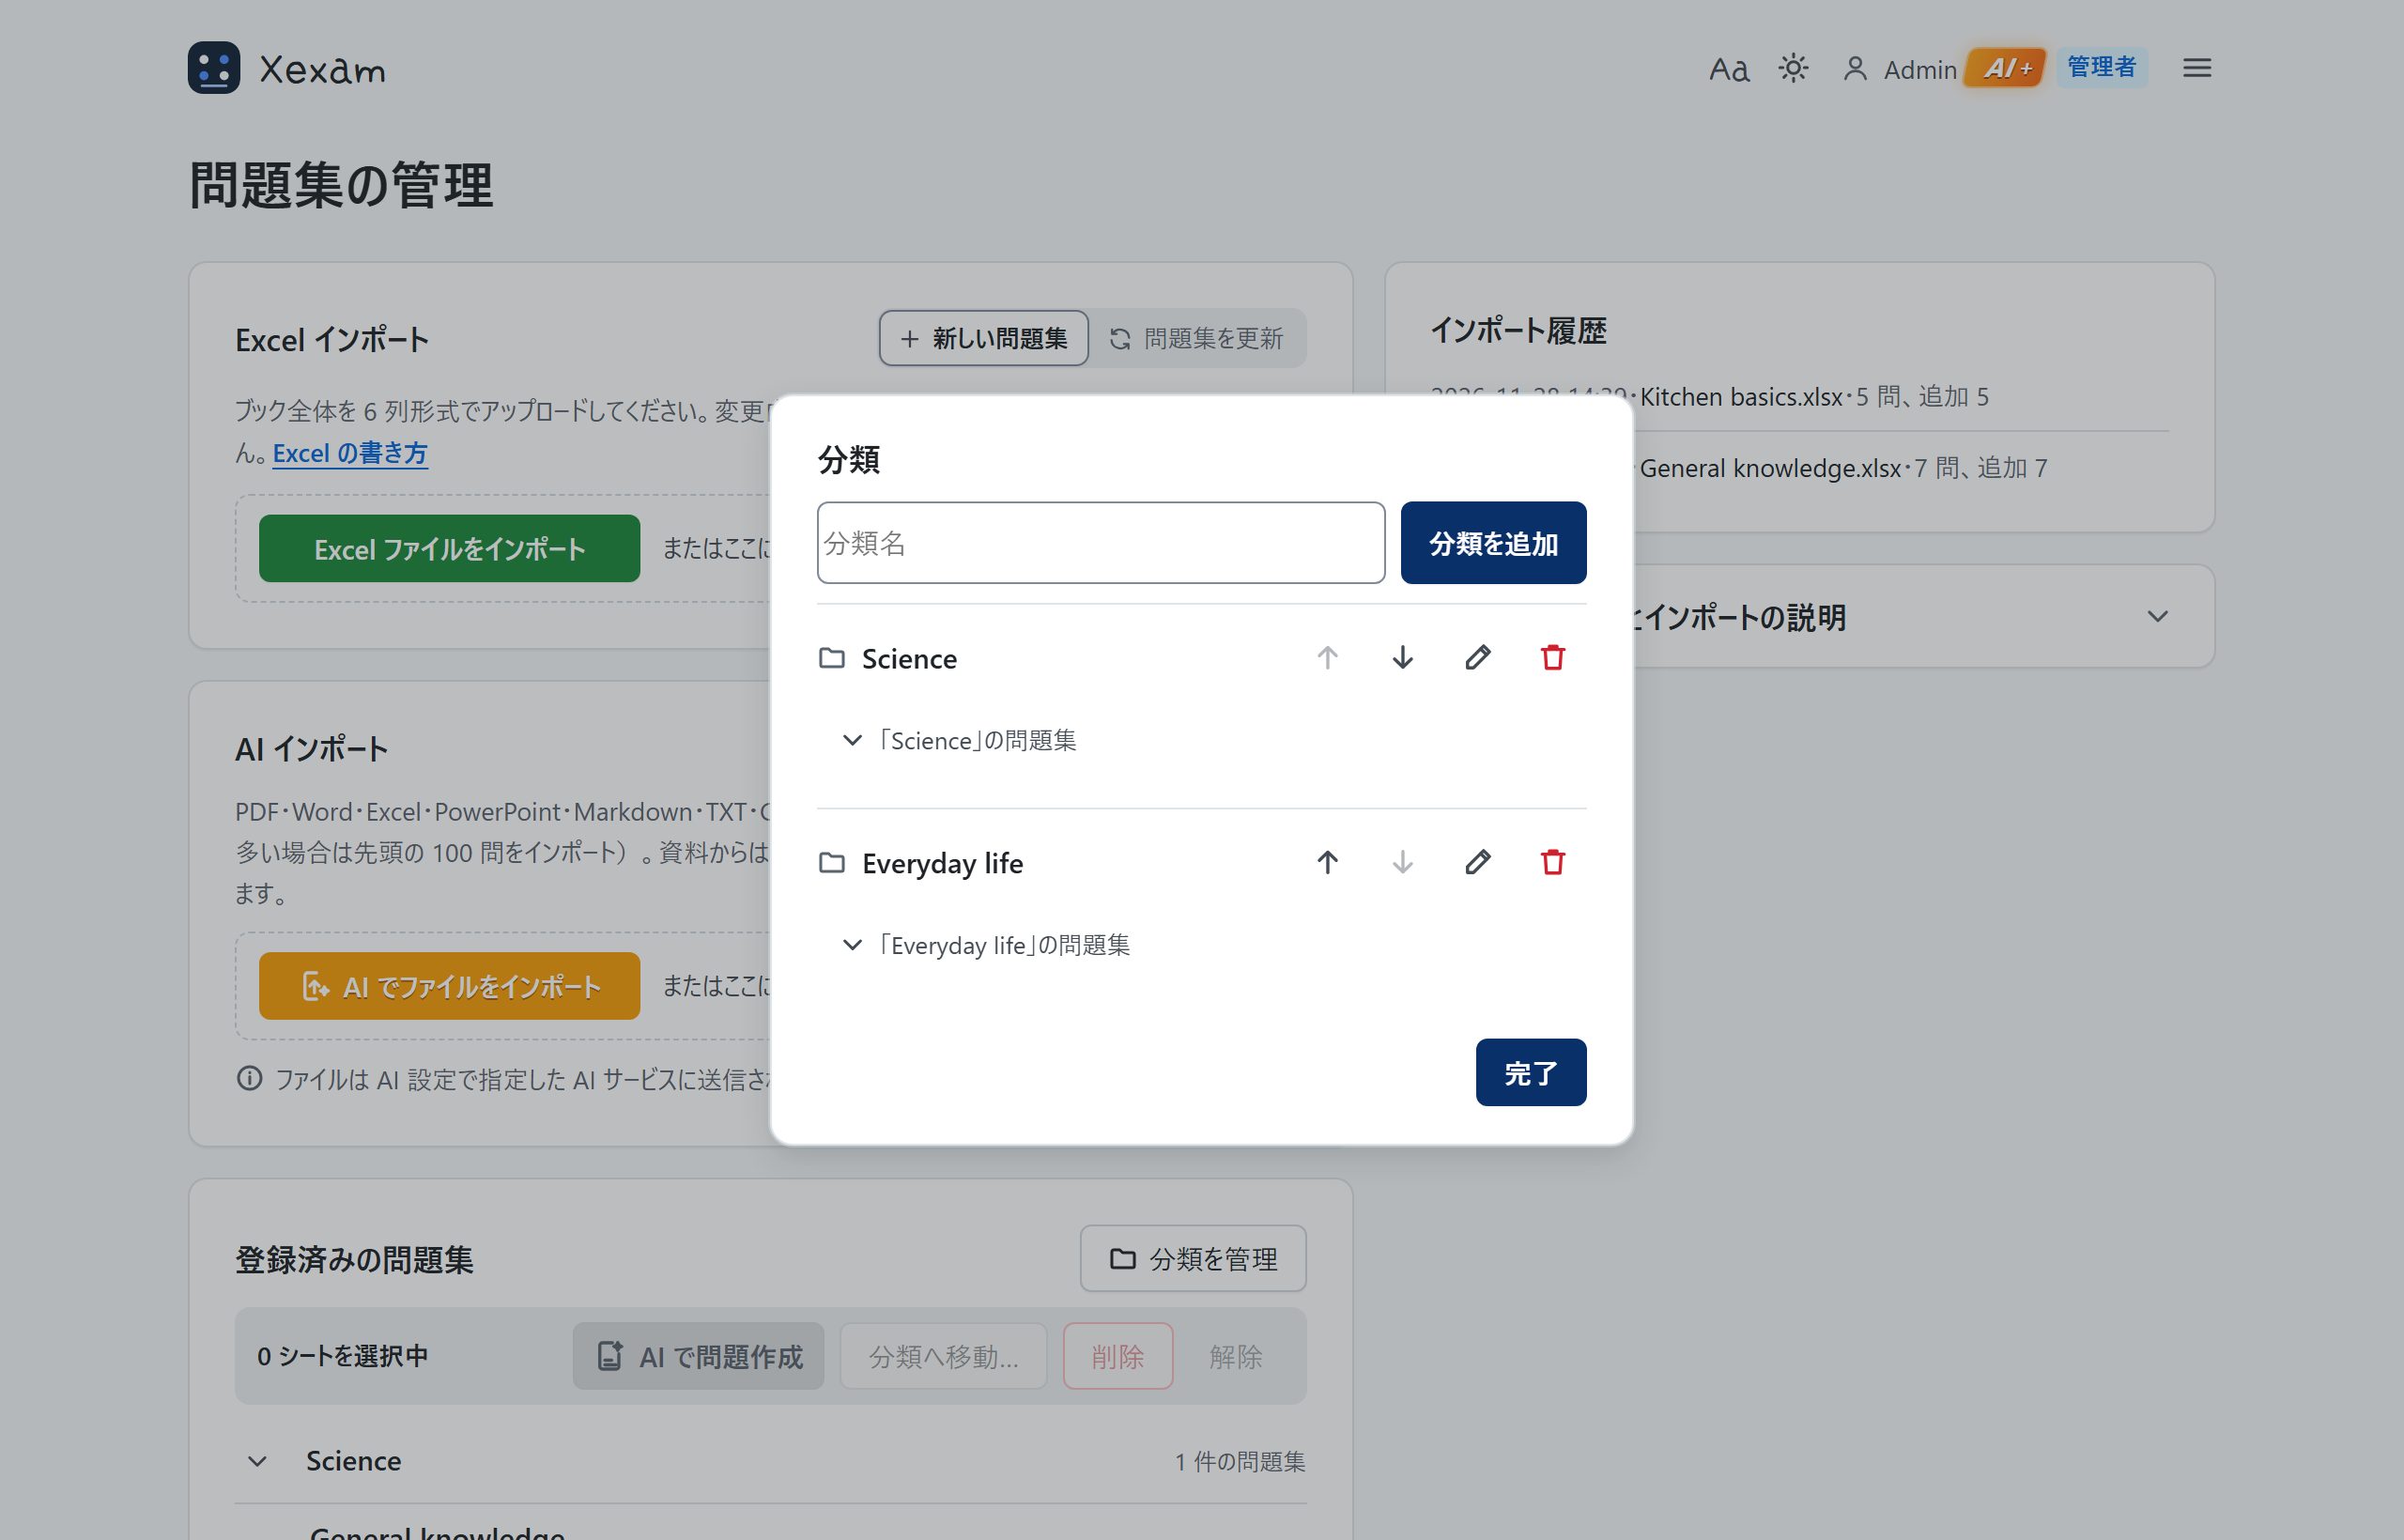 Xexam
Aa
Admin
AI+
管理者
問題集の管理
Excel インポート
新しい問題集
問題集を更新
ブック全体を 6 列形式でアップロードしてください。変更
ん。Excel の書き方
Excel ファイルをインポート
またはここに
AI インポート
PDF・Word・Excel・PowerPoint・Markdown・TXT・
多い場合は先頭の 100 問をインポート）。資料からは
ます。
AI でファイルをインポート
またはここに
ファイルは AI 設定で指定した AI サービスに送信さ
登録済みの問題集
分類を管理
0 シートを選択中
AI で問題作成
分類へ移動...
削除
解除
Science
1 件の問題集
General knowledge
インポート履歴
・Kitchen basics.xlsx・5 問、追加 5
・General knowledge.xlsx・7 問、追加 7
とインポートの説明
分類
分類名
分類を追加
Science
「Science」の問題集
Everyday life
「Everyday life」の問題集
完了